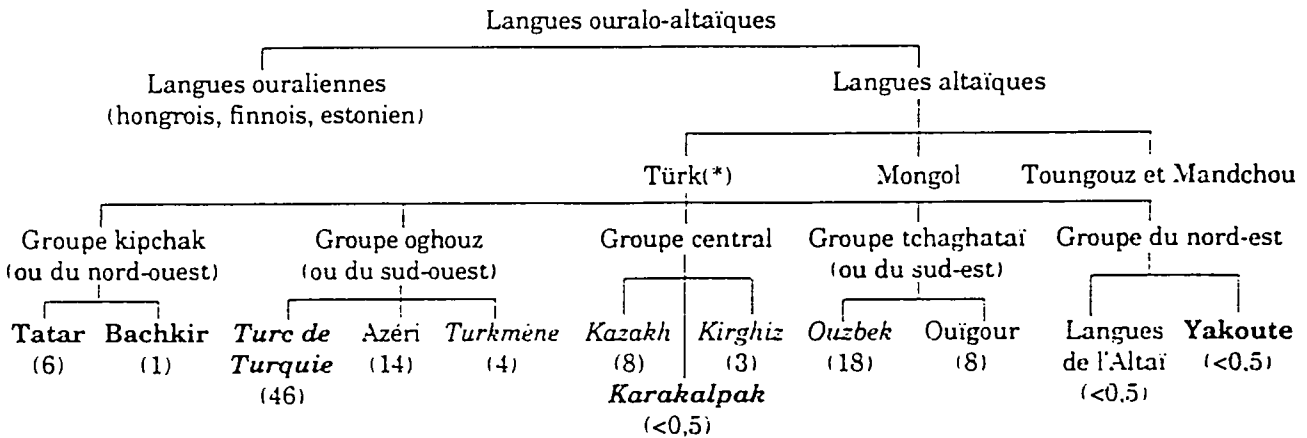 Langues ouralo-altaïques
Langues ouraliennes
(hongrois, finnois, estonien)
Langues altaïques
Türk(*)
Mongol
Toungouz et Mandchou
Groupe kipchak
(ou du nord-ouest)
Groupe oghouz
(ou du sud-ouest)
Groupe central
Groupe tchaghataï
(ou du sud-est)
Groupe du nord-est
Tatar
(6)
Bachkir
(1)
Turc de
Turquie
(46)
Azéri
(14)
Turkmène
(4)
Kazakh
(8)
Kirghiz
(3)
Karakalpak
(<0,5)
Ouzbek
(18)
Ouïgour
(8)
Langues
de l'Altaï
(<0,5)
Yakoute
(<0,5)